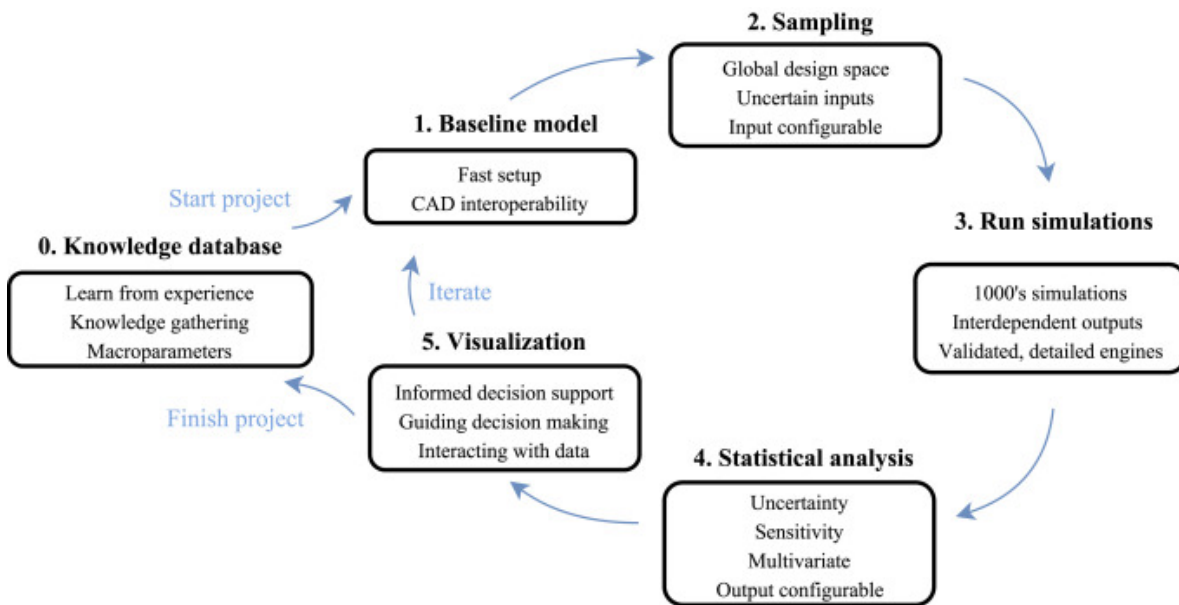 2. Sampling
Global design space
Uncertain inputs
Input configurable
1. Baseline model
Fast setup
CAD interoperability
Start project
0. Knowledge database
Learn from experience
Knowledge gathering
Macroparameters
3. Run simulations
1000's simulations
Interdependent outputs
Validated, detailed engines
Iterate
5. Visualization
Informed decision support
Guiding decision making
Interacting with data
Finish project
4. Statistical analysis
Uncertainty
Sensitivity
Multivariate
Output configurable